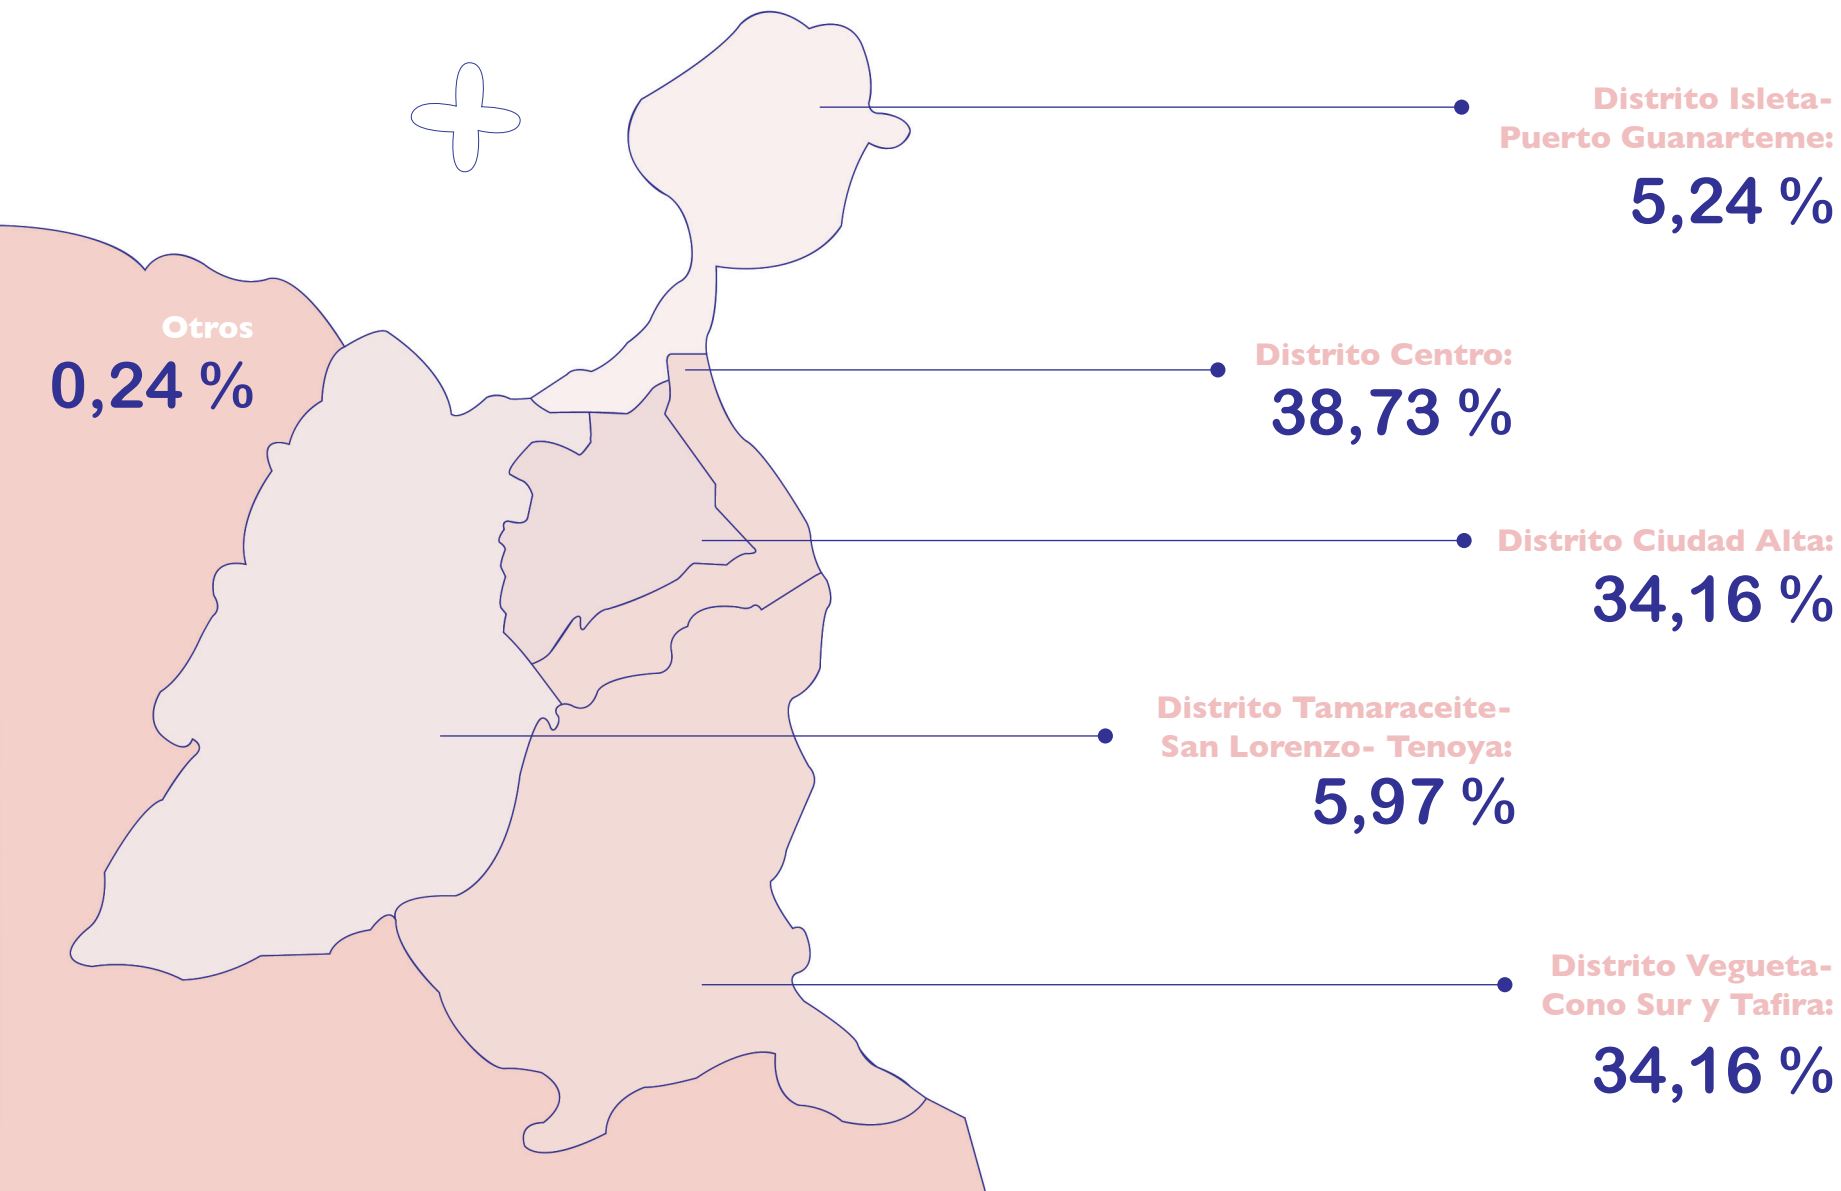 Distrito Isleta-
Puerto Guanarteme:
5,24 %
Otros
0,24 %
Distrito Centro:
38,73 %
Distrito Ciudad Alta:
34,16 %
Distrito Tamaraceite-
San Lorenzo- Tenoya:
5,97 %
Distrito Vegueta-
Cono Sur y Tafira:
34,16 %